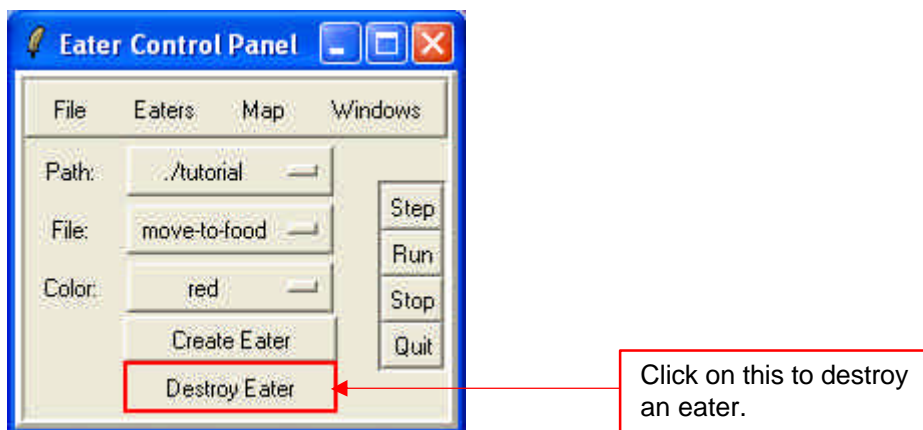 Eater Control Panel
File Eaters Map Windows
Path: ./tutorial
File: move-to-food
Color: red
Create Eater
Destroy Eater
Step
Run
Stop
Quit
Click on this to destroy
an eater.